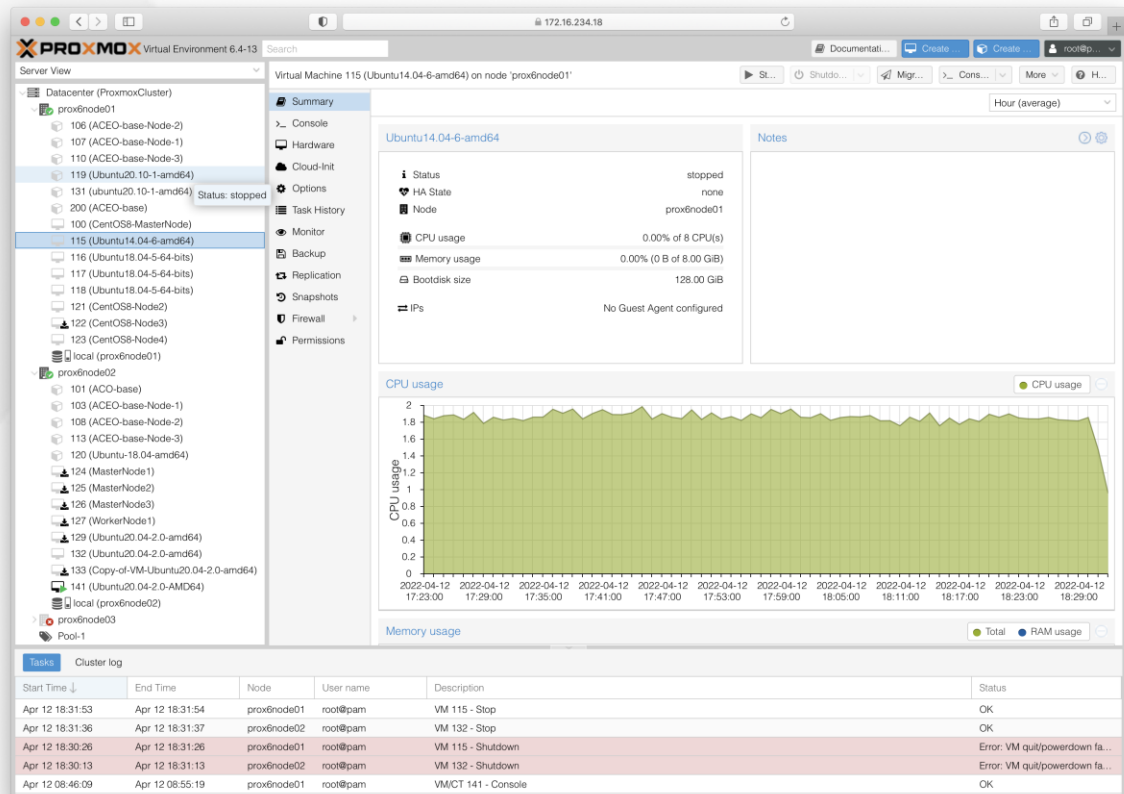 172.16.234.18
PROXMOX Virtual Environment 6.4-13 Search Documentati... Create ... Create ... root@p...
Server View
Virtual Machine 115 (Ubuntu14.04-6-amd64) on node 'prox6node01' St... Shutdo... Migr... Cons... More H...
Datacenter (ProxmoxCluster)
prox6node01
106 (ACEO-base-Node-2)
107 (ACEO-base-Node-1)
110 (ACEO-base-Node-3)
119 (Ubuntu20.10-1-amd64)
131 (ubuntu20.10-1-amd64)
Status: stopped
200 (ACEO-base)
100 (CentOS8-MasterNode)
115 (Ubuntu14.04-6-amd64)
116 (Ubuntu18.04-5-64-bits)
117 (Ubuntu18.04-5-64-bits)
118 (Ubuntu18.04-5-64-bits)
121 (CentOS8-Node2)
122 (CentOS8-Node3)
123 (CentOS8-Node4)
local (prox6node01)
prox6node02
101 (ACO-base)
103 (ACEO-base-Node-1)
108 (ACEO-base-Node-2)
113 (ACEO-base-Node-3)
120 (Ubuntu-18.04-amd64)
124 (MasterNode1)
125 (MasterNode2)
126 (MasterNode3)
127 (WorkerNode1)
129 (Ubuntu20.04-2.0-amd64)
132 (Ubuntu20.04-2.0-amd64)
133 (Copy-of-VM-Ubuntu20.04-2.0-amd64)
141 (Ubuntu20.04-2.0-AMD64)
local (prox6node02)
prox6node03
Pool-1
Summary
>_ Console
Hardware
Cloud-Init
Options
Task History
Monitor
Backup
Replication
Snapshots
Firewall
Permissions
Hour (average)
Ubuntu14.04-6-amd64
Status stopped
HA State none
Node prox6node01
CPU usage 0.00% of 8 CPU(s)
Memory usage 0.00% (0 B of 8.00 GiB)
Bootdisk size 128.00 GiB
IPs No Guest Agent configured
Notes
CPU usage CPU usage
CPU usage
2
1.8
1.6
1.4
1.2
1
0.8
0.6
0.4
0.2
0
2022-04-12 2022-04-12 2022-04-12 2022-04-12 2022-04-12 2022-04-12 2022-04-12 2022-04-12 2022-04-12 2022-04-12 2022-04-12 2022-04-12
17:23:00 17:29:00 17:35:00 17:41:00 17:47:00 17:53:00 17:59:00 18:05:00 18:11:00 18:17:00 18:23:00 18:29:00
Memory usage Total RAM usage
Tasks Cluster log
Start Time End Time Node User name Description Status
Apr 12 18:31:53 Apr 12 18:31:54 prox6node01 root@pam VM 115 - Stop OK
Apr 12 18:31:36 Apr 12 18:31:37 prox6node02 root@pam VM 132 - Stop OK
Apr 12 18:30:26 Apr 12 18:31:26 prox6node01 root@pam VM 115 - Shutdown Error: VM quit/powerdown fa...
Apr 12 18:30:13 Apr 12 18:31:13 prox6node02 root@pam VM 132 - Shutdown Error: VM quit/powerdown fa...
Apr 12 08:46:09 Apr 12 08:55:19 prox6node01 root@pam VM/CT 141 - Console OK